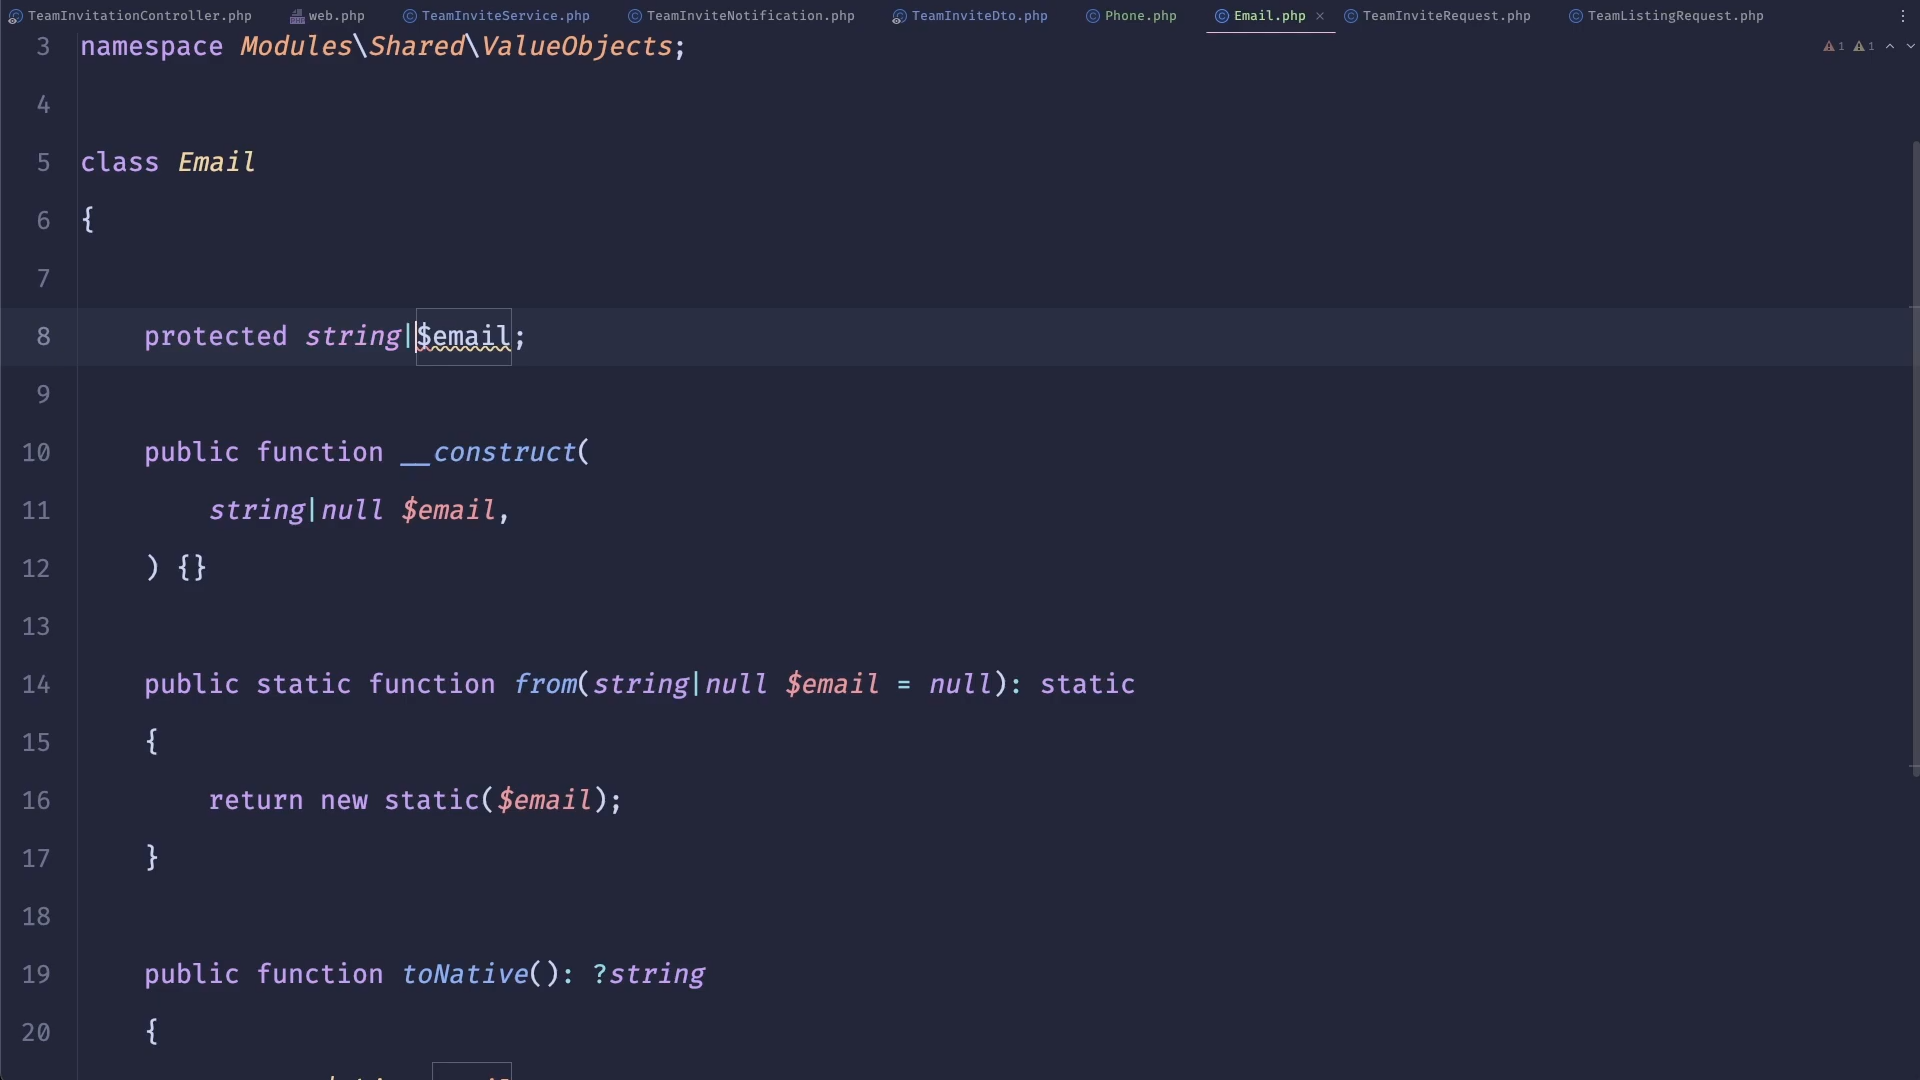 TeamInvitationController.php web.php TeamInviteService.php TeamInviteNotification.php TeamInviteDto.php Phone.php Email.php TeamInviteRequest.php TeamListingRequest.php
3 namespace Modules\Shared\ValueObjects; 1 1
4
5 class Email
6 {
7
8 protected string|$email;
9
10 public function __construct(
11 string|null $email,
12 ) {}
13
14 public static function from(string|null $email = null): static
15 {
16 return new static($email);
17 }
18
19 public function toNative(): ?string
20 {